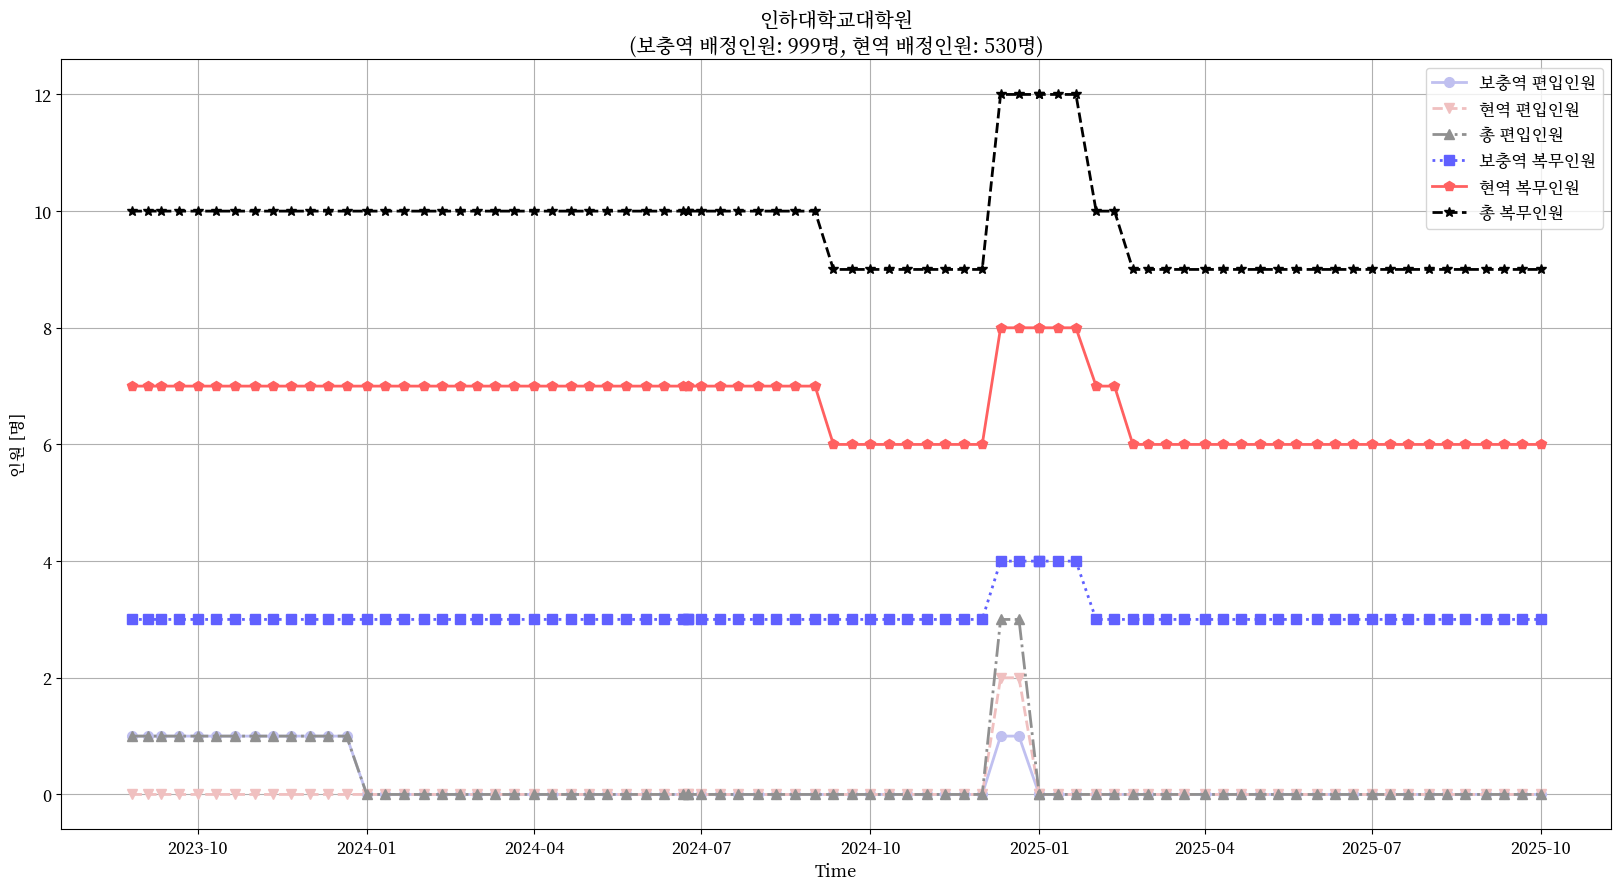 인하대학교대학원
(보충역 배정인원: 999명, 현역 배정인원: 530명)
보충역 편입인원
현역 편입인원
총 편입인원
보충역 복무인원
현역 복무인원
총 복무인원
인원 [명]
12
10
8
6
4
2
0
2023-10
2024-01
2024-04
2024-07
2024-10
2025-01
2025-04
2025-07
2025-10
Time